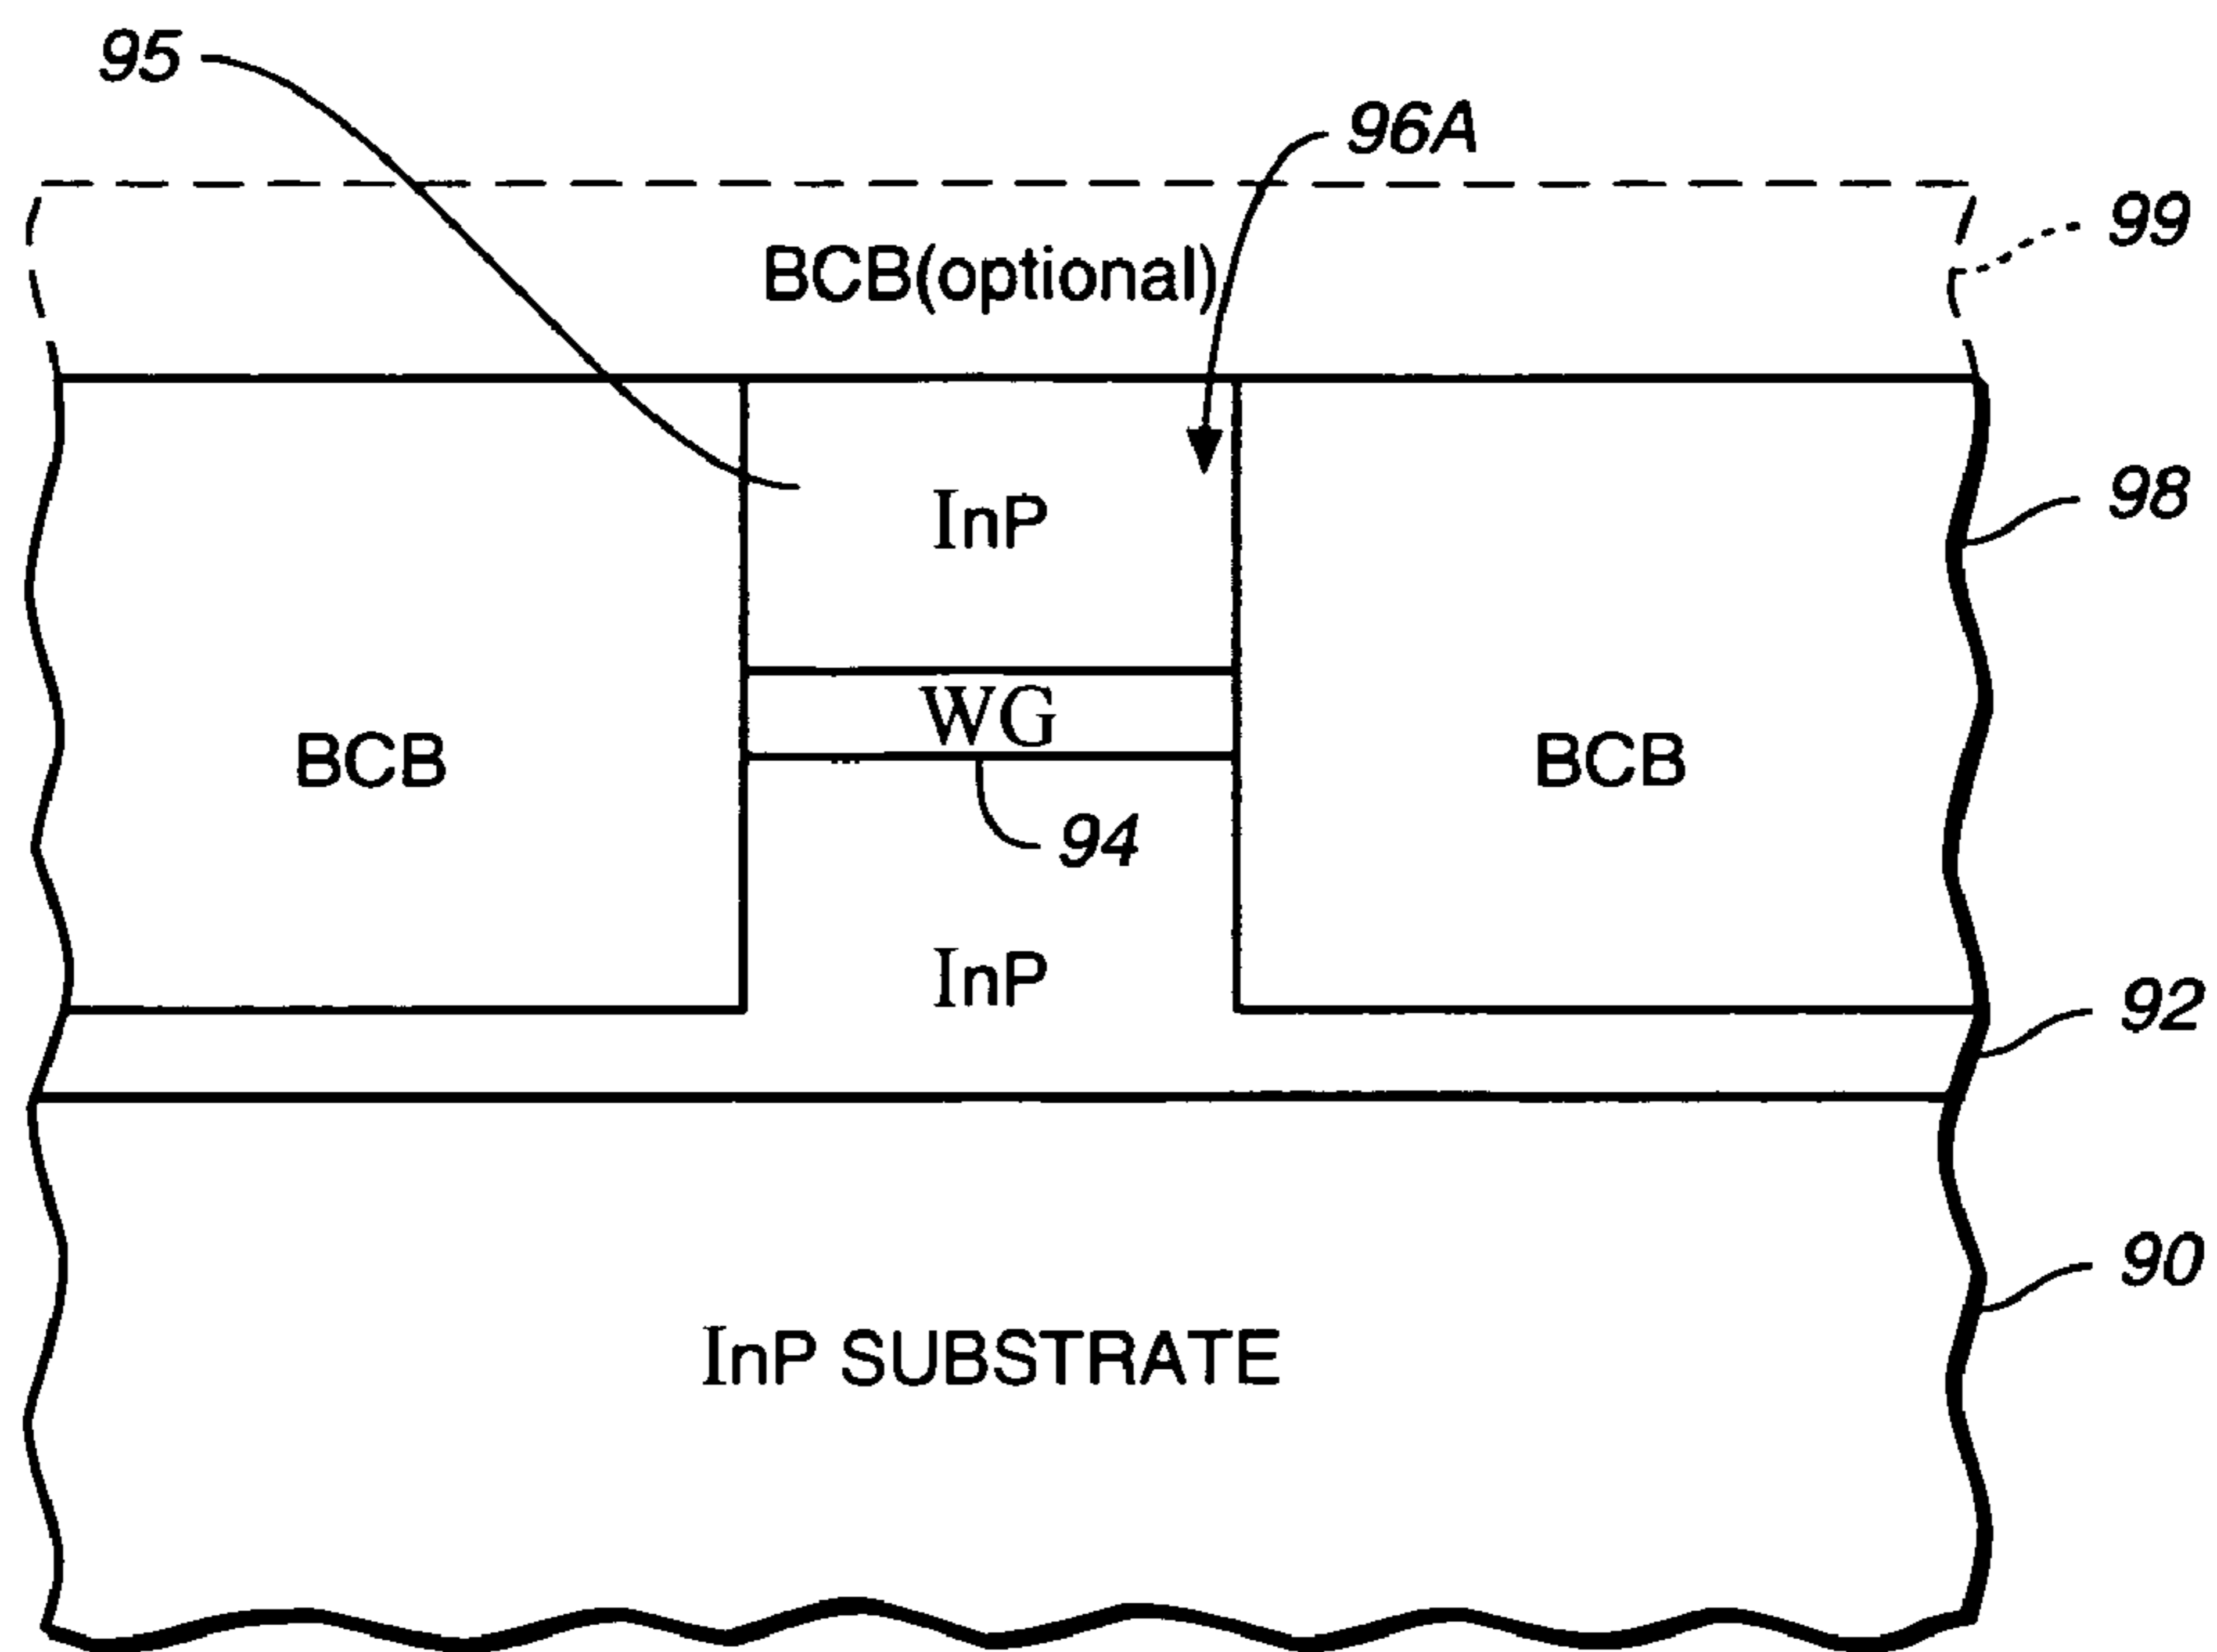 95
96A
99
BCB(optional)
98
InP
WG
BCB
BCB
94
InP
92
90
InP SUBSTRATE